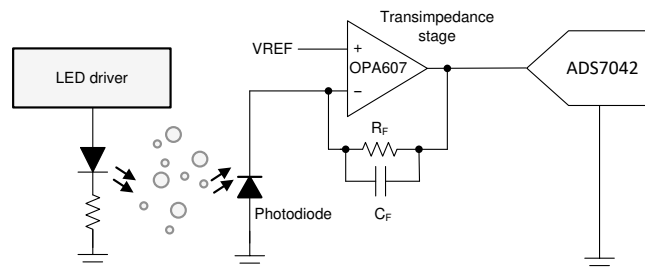 Transimpedance
stage
VREF
+
OPA607
−
ADS7042
LED driver
RF
Photodiode
CF